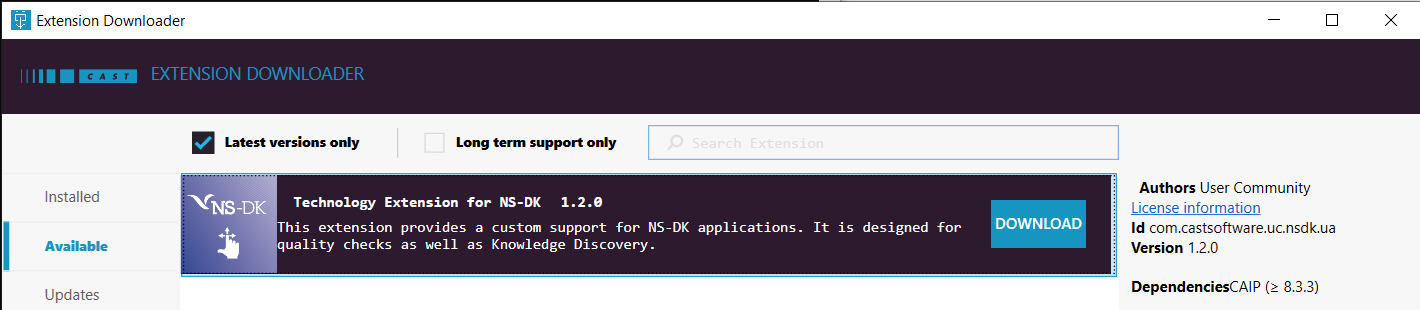 Extension Downloader
CAST
EXTENSION DOWNLOADER
Latest versions only
Long term support only
Search Extension
Installed
Available
Updates
NS-DK
Technology Extension for NS-DK 1.2.0
This extension provides a custom support for NS-DK applications. It is designed for
quality checks as well as Knowledge Discovery.
DOWNLOAD
Authors User Community
License information
Id com.castsoftware.uc.nsdk.ua
Version 1.2.0
DependenciesCAIP (≥ 8.3.3)